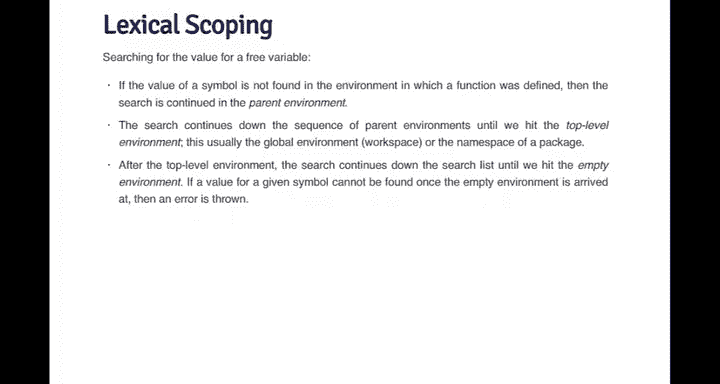 Lexical Scoping
Searching for the value for a free variable:
· If the value of a symbol is not found in the environment in which a function was defined, then the
search is continued in the parent environment.
· The search continues down the sequence of parent environments until we hit the top-level
environment; this usually the global environment (workspace) or the namespace of a package.
· After the top-level environment, the search continues down the search list until we hit the empty
environment. If a value for a given symbol cannot be found once the empty environment is arrived
at, then an error is thrown.